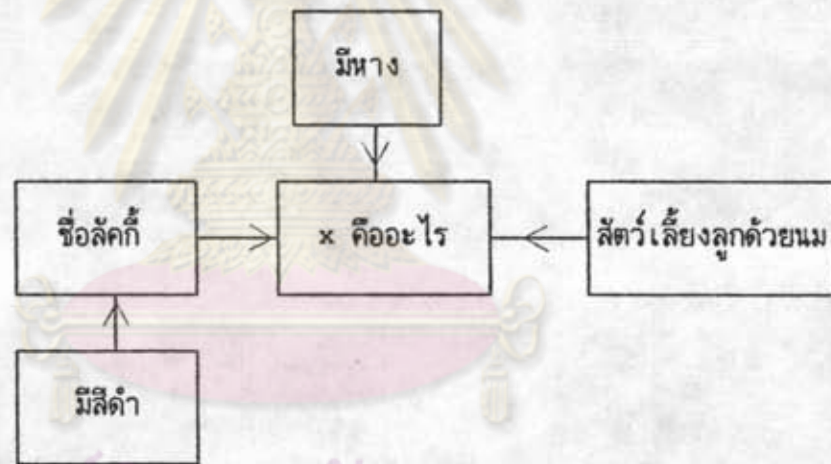 มีหาง
ชื่อลัคกี้
x คืออะไร
สัตว์เลี้ยงลูกด้วยนม
มีสีดำ